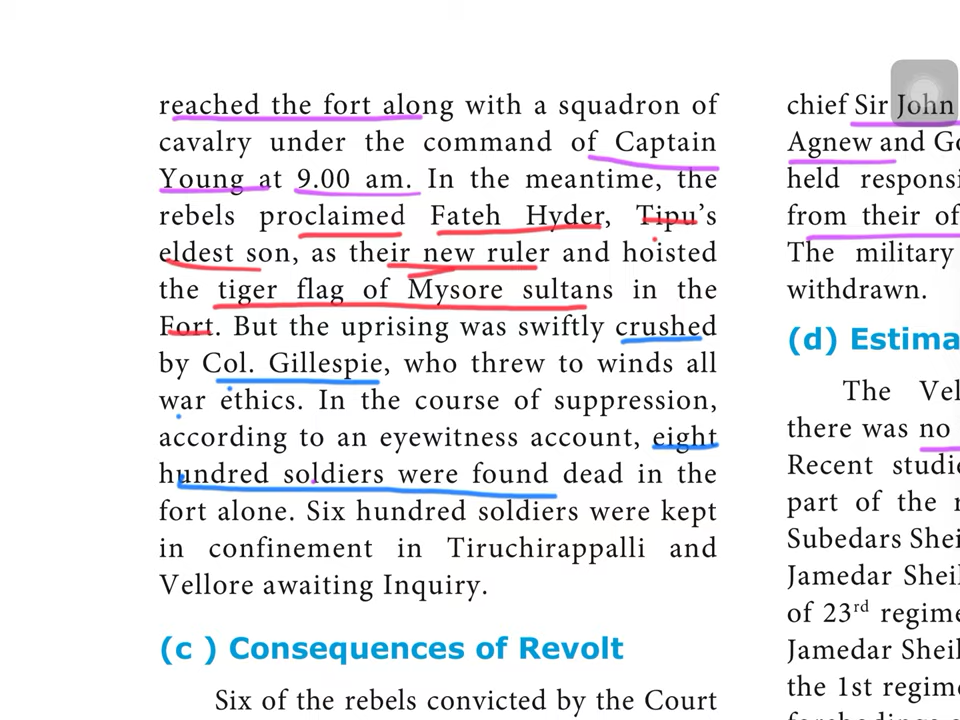 reached the fort along with a squadron of
cavalry under the command of Captain
Young at 9.00 am. In the meantime, the
rebels proclaimed Fateh Hyder, Tipu's
eldest son, as their new ruler and hoisted
the tiger flag of Mysore sultans in the
Fort. But the uprising was swiftly crushed
by Col. Gillespie, who threw to winds all
war ethics. In the course of suppression,
according to an eyewitness account, eight
hundred soldiers were found dead in the
fort alone. Six hundred soldiers were kept
in confinement in Tiruchirappalli and
Vellore awaiting Inquiry.
(c ) Consequences of Revolt
Six of the rebels convicted by the Court
chief Sir John
Agnew and
held
from their
The military
withdrawn.
(d)
The
there was no
Recent
part of the
Subedars
Jamedar
of 23rd
Jamedar
the 1st